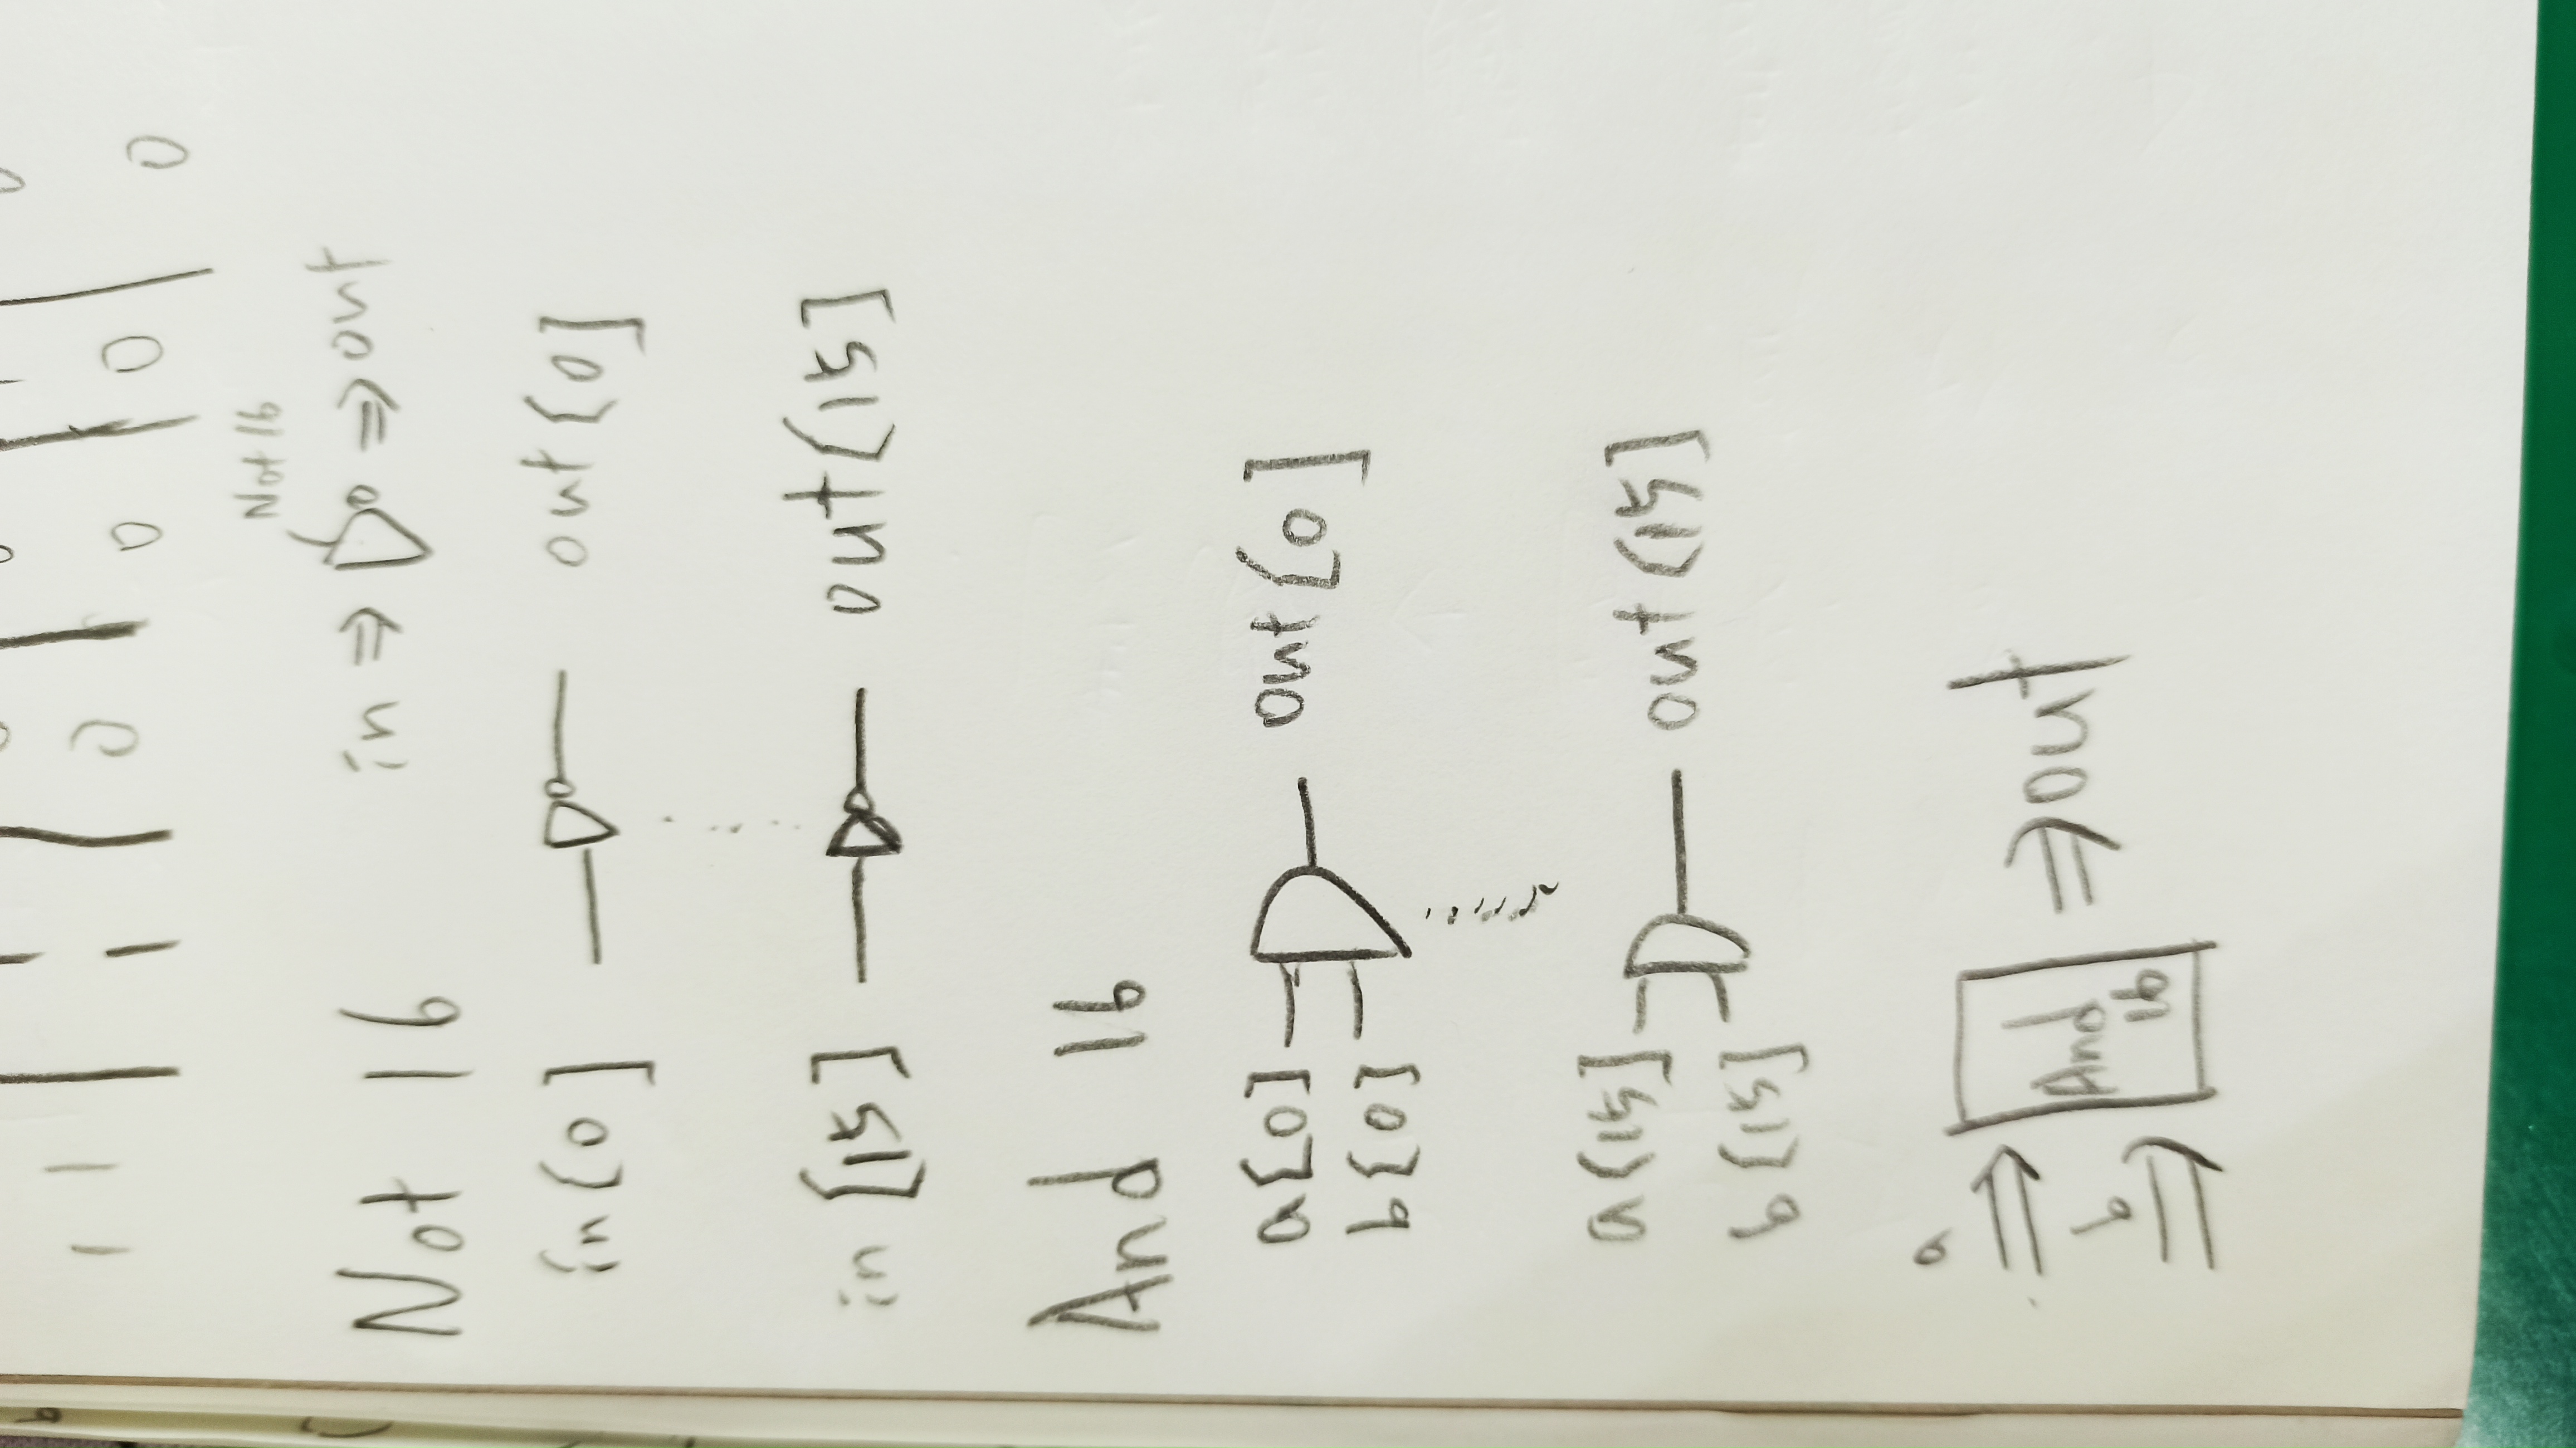 1 1 | 1 | 0 | 0 | 0 | 0
Not 16
Not 16 in ⇒ ⇒ out
in[0] out[0]
in[15] out[15]
And 16
a[0] out[0]
b[0]
a[15] out[15]
b[15]
a
b
And
16
⇒ out